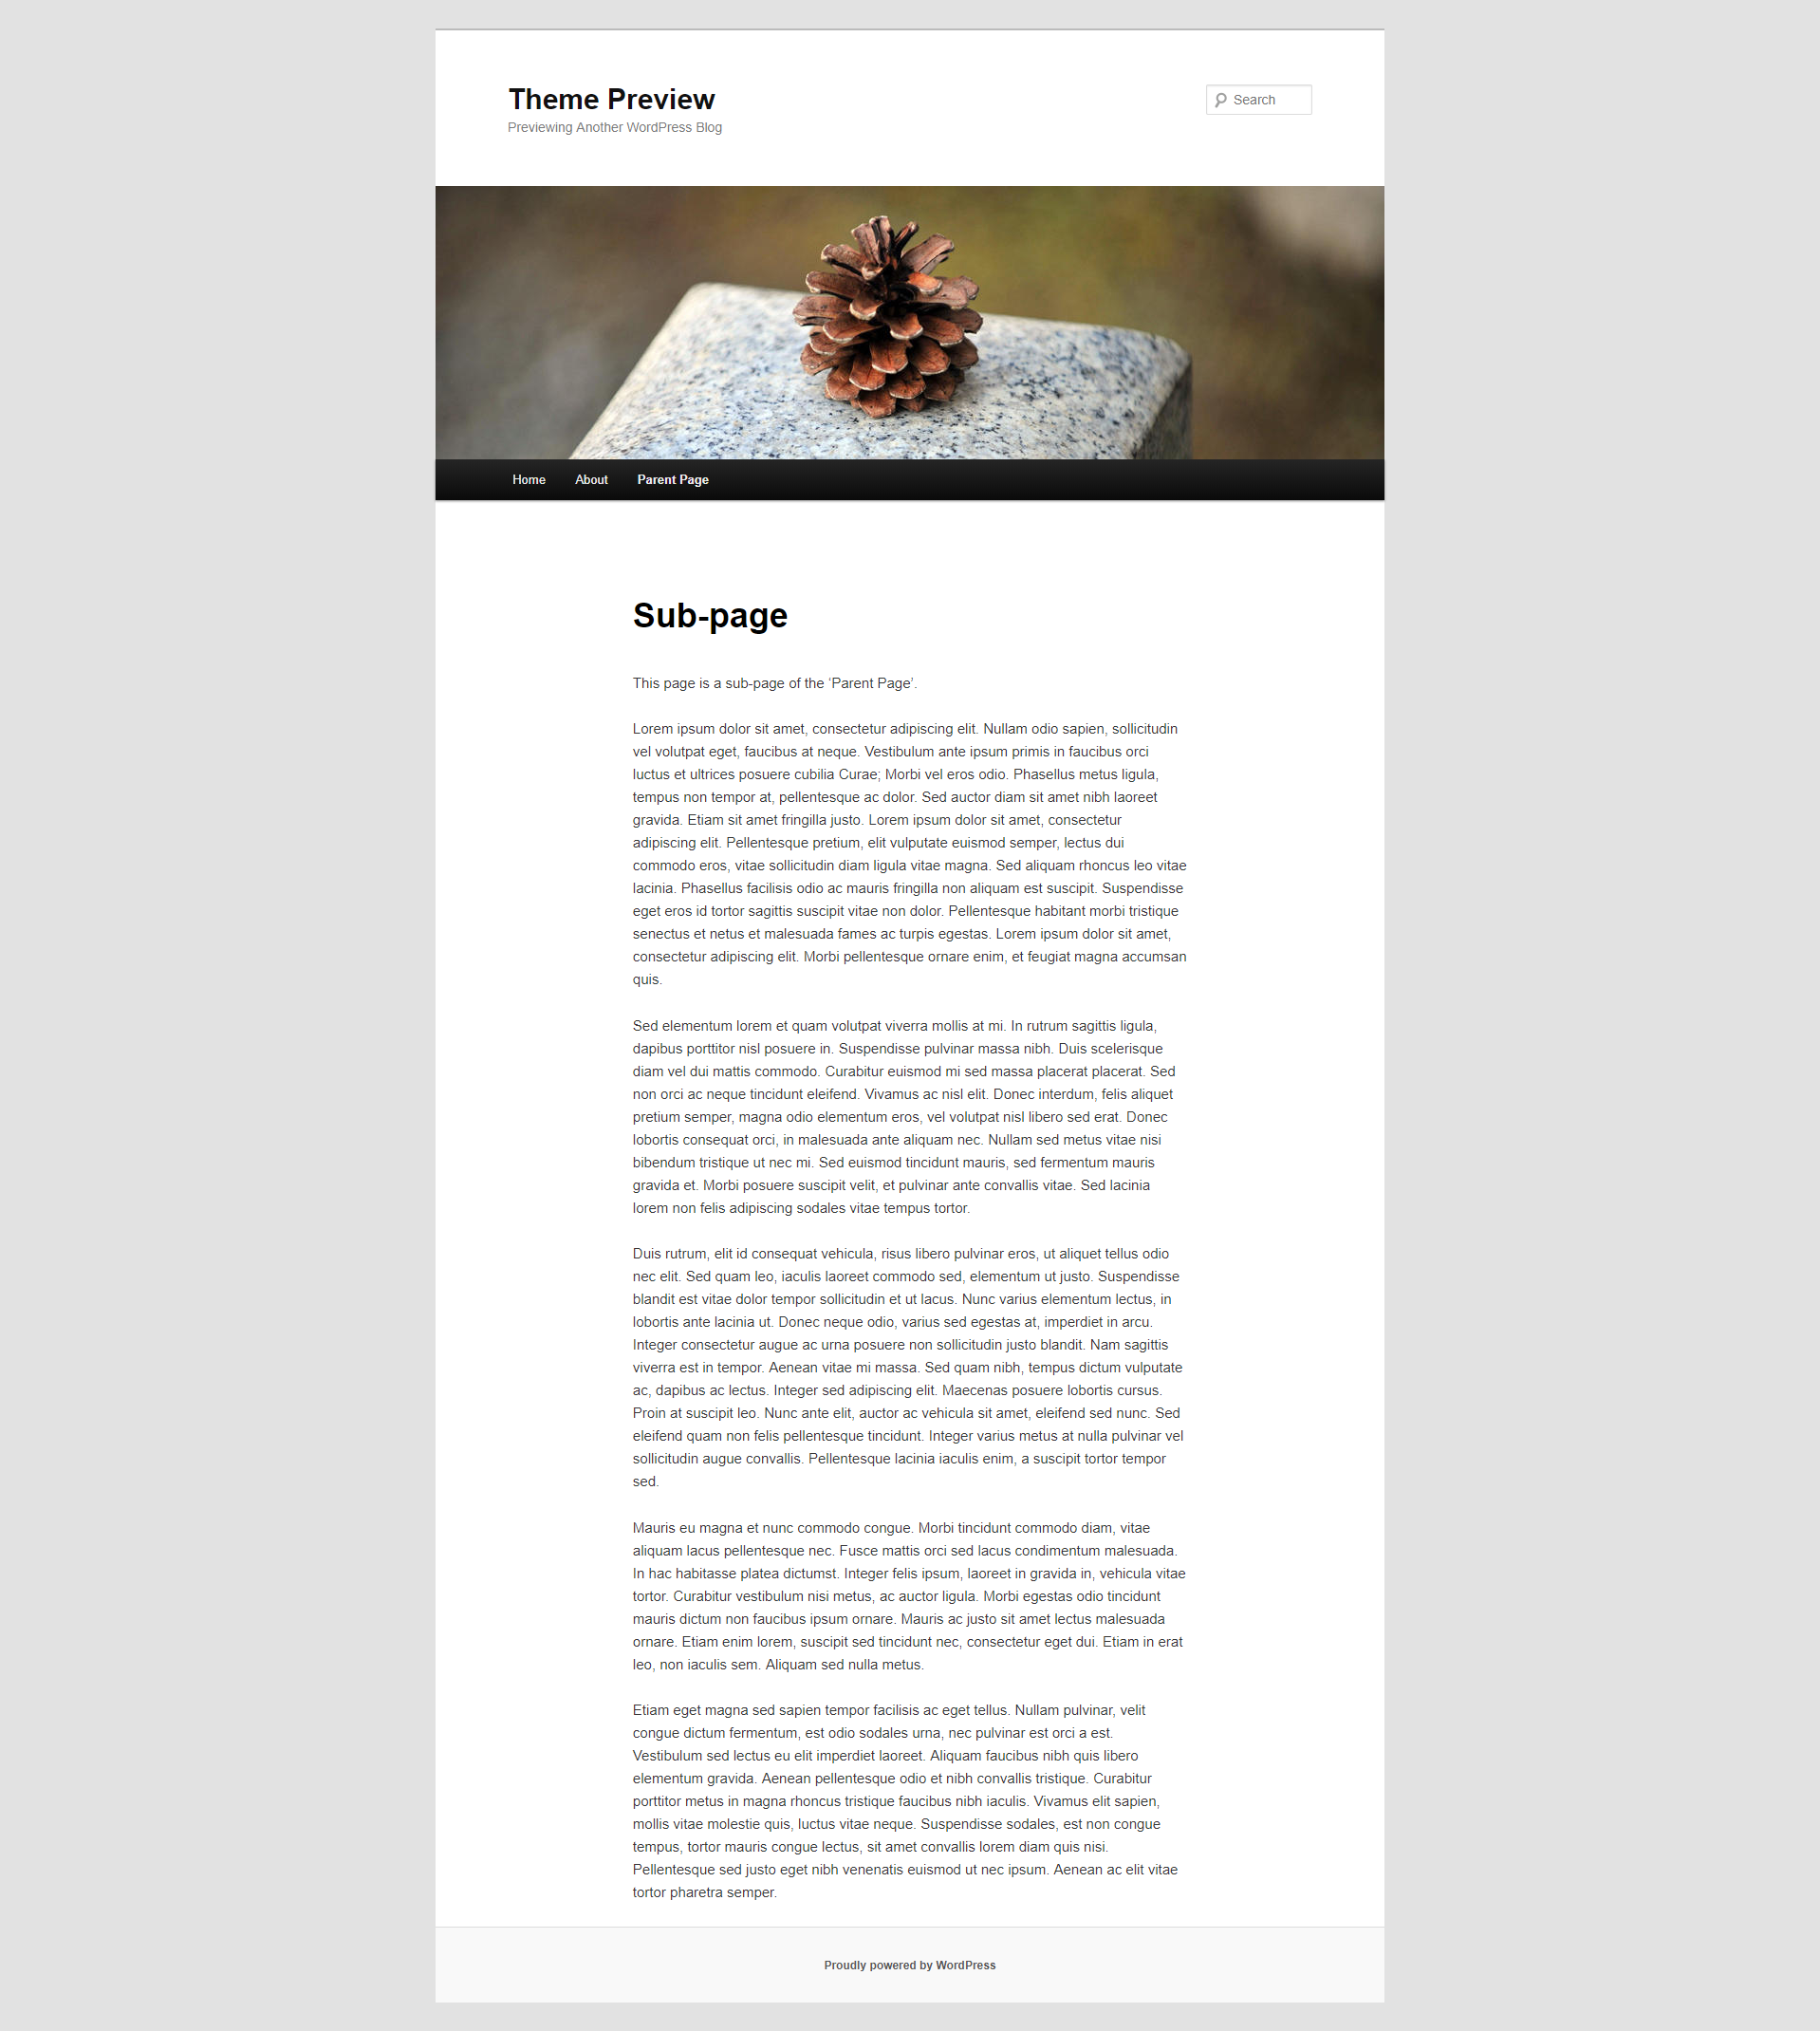 Theme Preview
Previewing Another WordPress Blog
Search
Home
About
Parent Page
Sub-page
This page is a sub-page of the ‘Parent Page’.
Lorem ipsum dolor sit amet, consectetur adipiscing elit. Nullam odio sapien, sollicitudin
vel volutpat eget, faucibus at neque. Vestibulum ante ipsum primis in faucibus orci
luctus et ultrices posuere cubilia Curae; Morbi vel eros odio. Phasellus metus ligula,
tempus non tempor at, pellentesque ac dolor. Sed auctor diam sit amet nibh laoreet
gravida. Etiam sit amet fringilla justo. Lorem ipsum dolor sit amet, consectetur
adipiscing elit. Pellentesque pretium, elit vulputate euismod semper, lectus dui
commodo eros, vitae sollicitudin diam ligula vitae magna. Sed aliquam rhoncus leo vitae
lacinia. Phasellus facilisis odio ac mauris fringilla non aliquam est suscipit. Suspendisse
eget eros id tortor sagittis suscipit vitae non dolor. Pellentesque habitant morbi tristique
senectus et netus et malesuada fames ac turpis egestas. Lorem ipsum dolor sit amet,
consectetur adipiscing elit. Morbi pellentesque ornare enim, et feugiat magna accumsan
quis.
Sed elementum lorem et quam volutpat viverra mollis at mi. In rutrum sagittis ligula,
dapibus porttitor nisl posuere in. Suspendisse pulvinar massa nibh. Duis scelerisque
diam vel dui mattis commodo. Curabitur euismod mi sed massa placerat placerat. Sed
non orci ac neque tincidunt eleifend. Vivamus ac nisl elit. Donec interdum, felis aliquet
pretium semper, magna odio elementum eros, vel volutpat nisl libero sed erat. Donec
lobortis consequat orci, in malesuada ante aliquam nec. Nullam sed metus vitae nisi
bibendum tristique ut nec mi. Sed euismod tincidunt mauris, sed fermentum mauris
gravida et. Morbi posuere suscipit velit, et pulvinar ante convallis vitae. Sed lacinia
lorem non felis adipiscing sodales vitae tempus tortor.
Duis rutrum, elit id consequat vehicula, risus libero pulvinar eros, ut aliquet tellus odio
nec elit. Sed quam leo, iaculis laoreet commodo sed, elementum ut justo. Suspendisse
blandit est vitae dolor tempor sollicitudin et ut lacus. Nunc varius elementum lectus, in
lobortis ante lacinia ut. Donec neque odio, varius sed egestas at, imperdiet in arcu.
Integer consectetur augue ac urna posuere non sollicitudin justo blandit. Nam sagittis
viverra est in tempor. Aenean vitae mi massa. Sed quam nibh, tempus dictum vulputate
ac, dapibus ac lectus. Integer sed adipiscing elit. Maecenas posuere lobortis cursus.
Proin at suscipit leo. Nunc ante elit, auctor ac vehicula sit amet, eleifend sed nunc. Sed
eleifend quam non felis pellentesque tincidunt. Integer varius metus at nulla pulvinar vel
sollicitudin augue convallis. Pellentesque lacinia iaculis enim, a suscipit tortor tempor
sed.
Mauris eu magna et nunc commodo congue. Morbi tincidunt commodo diam, vitae
aliquam lacus pellentesque nec. Fusce mattis orci sed lacus condimentum malesuada.
In hac habitasse platea dictumst. Integer felis ipsum, laoreet in gravida in, vehicula vitae
tortor. Curabitur vestibulum nisi metus, ac auctor ligula. Morbi egestas odio tincidunt
mauris dictum non faucibus ipsum ornare. Mauris ac justo sit amet lectus malesuada
ornare. Etiam enim lorem, suscipit sed tincidunt nec, consectetur eget dui. Etiam in erat
leo, non iaculis sem. Aliquam sed nulla metus.
Etiam eget magna sed sapien tempor facilisis ac eget tellus. Nullam pulvinar, velit
congue dictum fermentum, est odio sodales urna, nec pulvinar est orci a est.
Vestibulum sed lectus eu elit imperdiet laoreet. Aliquam faucibus nibh quis libero
elementum gravida. Aenean pellentesque odio et nibh convallis tristique. Curabitur
porttitor metus in magna rhoncus tristique faucibus nibh iaculis. Vivamus elit sapien,
mollis vitae molestie quis, luctus vitae neque. Suspendisse sodales, est non congue
tempus, tortor mauris congue lectus, sit amet convallis lorem diam quis nisi.
Pellentesque sed justo eget nibh venenatis euismod ut nec ipsum. Aenean ac elit vitae
tortor pharetra semper.
Proudly powered by WordPress